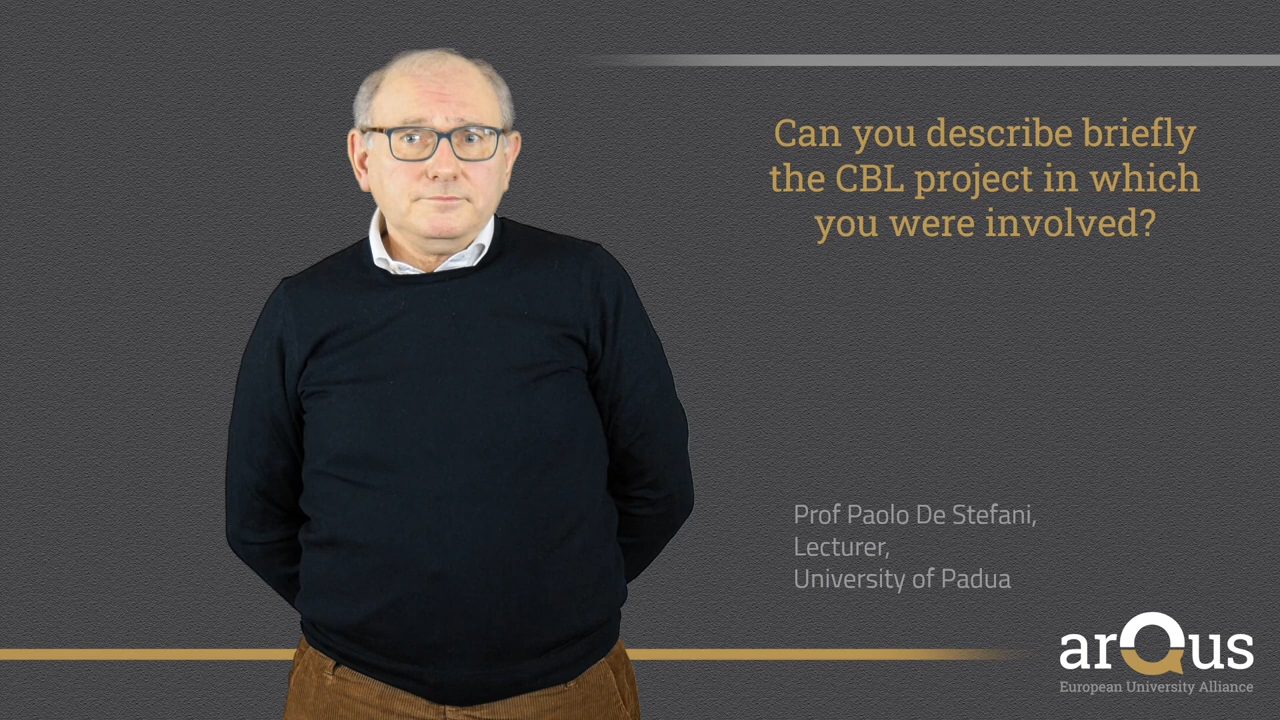 Can you describe briefly
the CBL project in which
you were involved?
Prof Paolo De Stefani,
Lecturer,
University of Padua
arQus
European University Alliance